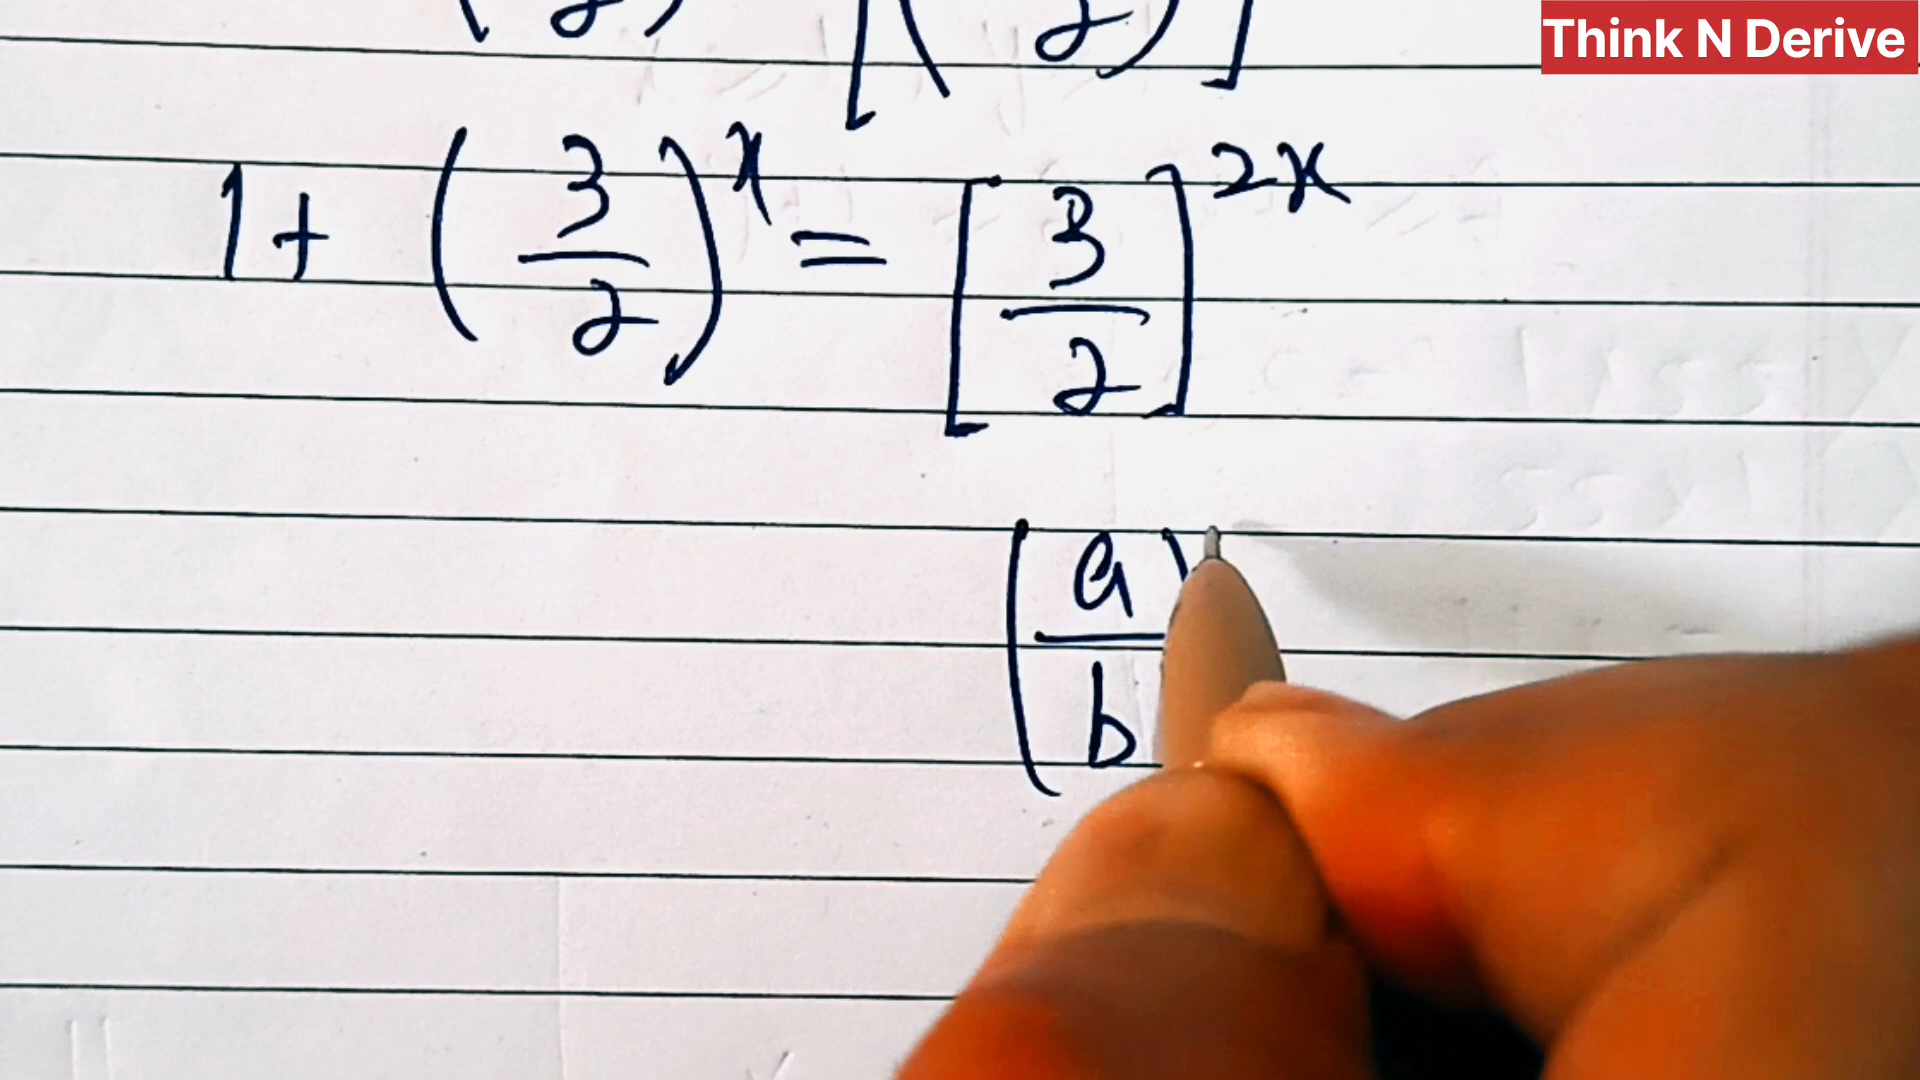 Think N Derive
1 + (3/2)^x = [3/2]^2x
(a/b)